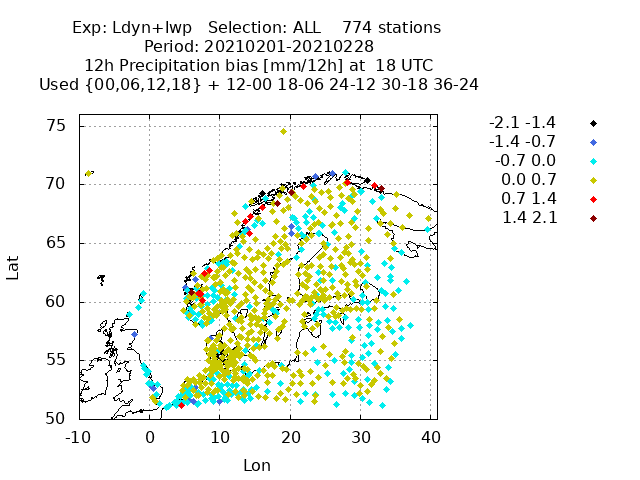 Exp: Ldyn+lwp   Selection: ALL    774 stations
Period: 20210201-20210228
12h Precipitation bias [mm/12h] at  18 UTC
Used {00,06,12,18} + 12-00 18-06 24-12 30-18 36-24
-2.1 -1.4
-1.4 -0.7
-0.7 0.0
0.0 0.7
0.7 1.4
1.4 2.1
75
70
65
60
55
50
Lat
-10 0 10 20 30 40
Lon